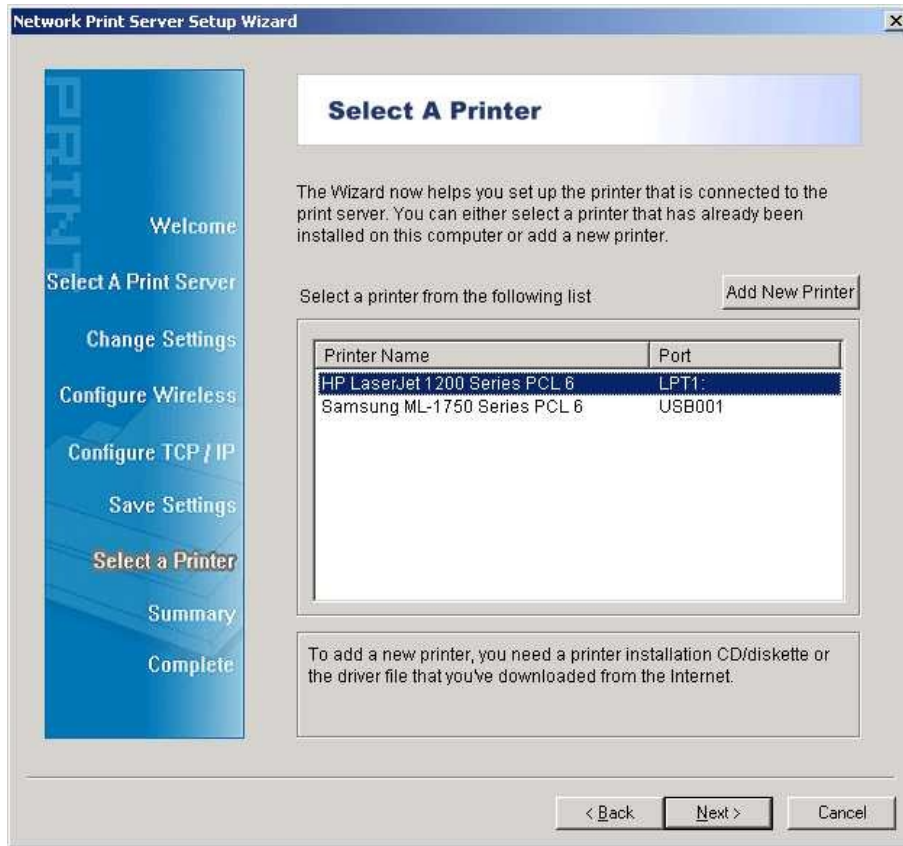 Network Print Server Setup Wizard
PRINT
Welcome
Select A Print Server
Change Settings
Configure Wireless
Configure TCP / IP
Save Settings
Select a Printer
Summary
Complete
Select A Printer
The Wizard now helps you set up the printer that is connected to the
print server. You can either select a printer that has already been
installed on this computer or add a new printer.
Select a printer from the following list
Add New Printer
Printer Name Port
HP LaserJet 1200 Series PCL 6 LPT1:
Samsung ML-1750 Series PCL 6 USB001
To add a new printer, you need a printer installation CD/diskette or
the driver file that you've downloaded from the Internet.
< Back Next > Cancel